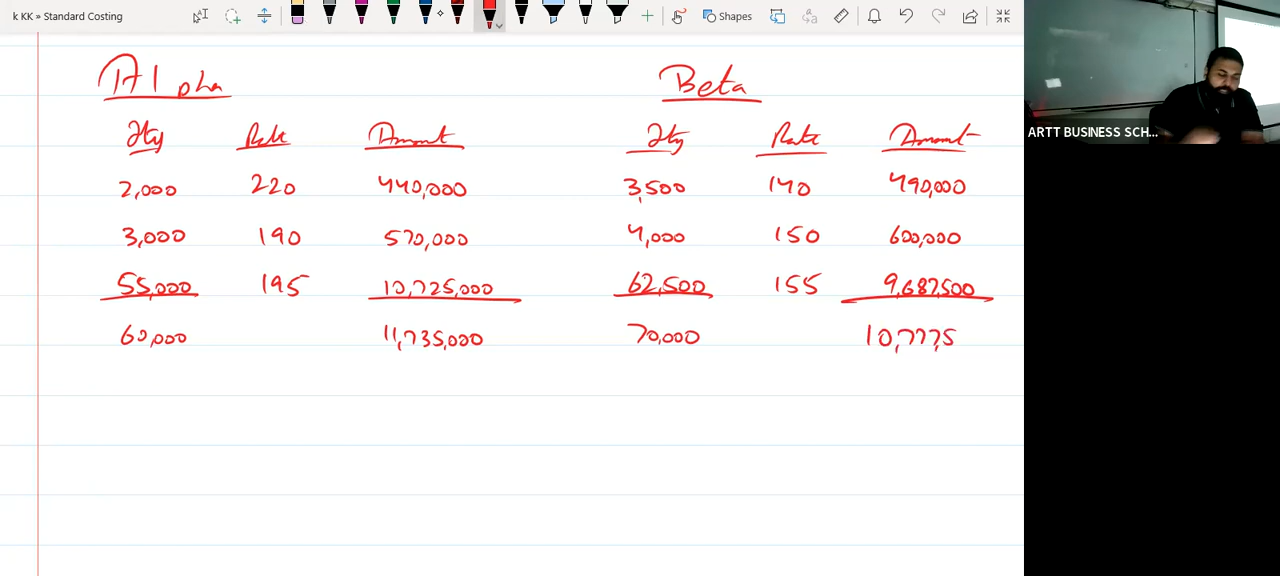 k KK » Standard Costing
Shapes
ARTT BUSINESS SCH...
Alpha Beta
Qty Rate Amount Qty Rate Amount
2,000 220 440,000 3,500 140 490,000
3,000 190 570,000 4,000 150 600,000
55,000 195 10,725,000 62,500 155 9,687,500
60,000 11,735,000 70,000 10,777,5